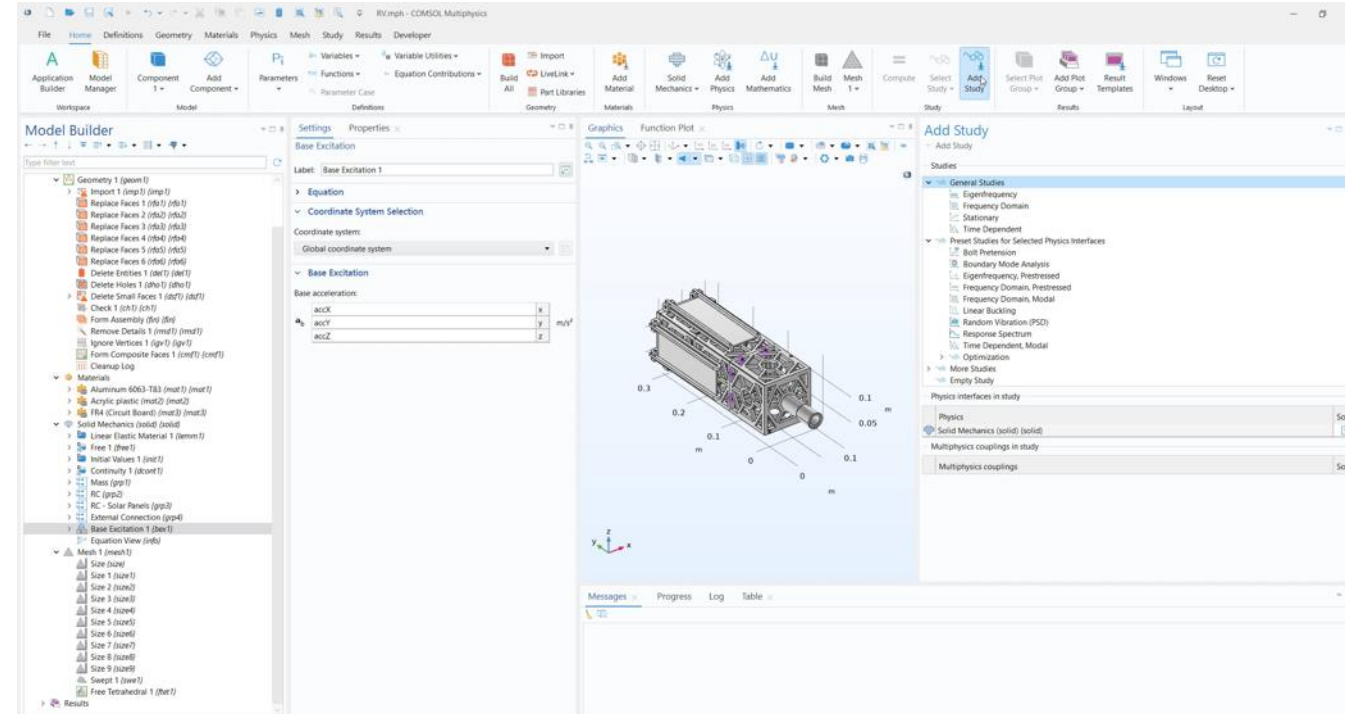 RV.mph - COMSOL Multiphysics
File Home Definitions Geometry Materials Physics Mesh Study Results Developer
Application Builder
Model Manager
Workspace
Component 1
Add Component
Model
Pi
Parameters
Variables
Functions
Parameter Case
Variable Utilities
Equation Contributions
Definitions
Build All
Import
LiveLink
Part Libraries
Geometry
Add Material
Materials
Solid Mechanics
Add Physics
Add Mathematics
Physics
Build Mesh
Mesh 1
Mesh
Compute
Select Study
Add Study
Study
Select Plot Group
Add Plot Group
Result Templates
Results
Windows
Reset Desktop
Layout
Model Builder
Type filter text
Geometry 1 (geom1)
Import 1 (imp1) (imp1)
Replace Faces 1 (rfa1) (rfa1)
Replace Faces 2 (rfa2) (rfa2)
Replace Faces 3 (rfa3) (rfa3)
Replace Faces 4 (rfa4) (rfa4)
Replace Faces 5 (rfa5) (rfa5)
Replace Faces 6 (rfa6) (rfa6)
Delete Entities 1 (del1) (del1)
Delete Holes 1 (dho1) (dho1)
Delete Small Faces 1 (dsf1) (dsf1)
Check 1 (ch1) (ch1)
Form Assembly (fin) (fin)
Remove Details 1 (rmd1) (rmd1)
Ignore Vertices 1 (igv1) (igv1)
Form Composite Faces 1 (cmf1) (cmf1)
Cleanup Log
Materials
Aluminum 6063-T83 (mat1) (mat1)
Acrylic plastic (mat2) (mat2)
FR4 (Circuit Board) (mat3) (mat3)
Solid Mechanics (solid) (solid)
Linear Elastic Material 1 (lemm1)
Free 1 (free1)
Initial Values 1 (init1)
Continuity 1 (dcont1)
Mass (grp1)
RC (grp2)
RC - Solar Panels (grp3)
External Connection (grp4)
Base Excitation 1 (bex1)
Equation View (info)
Mesh 1 (mesh1)
Size (size)
Size 1 (size1)
Size 2 (size2)
Size 3 (size3)
Size 4 (size4)
Size 5 (size5)
Size 6 (size6)
Size 7 (size7)
Size 8 (size8)
Size 9 (size9)
Swept 1 (swe1)
Free Tetrahedral 1 (ftet1)
Results
Settings Properties
Base Excitation
Label: Base Excitation 1
Equation
Coordinate System Selection
Coordinate system:
Global coordinate system
Base Excitation
Base acceleration:
accX x
ab accY y m/s²
accZ z
Graphics Function Plot
0.3
0.2
0.1
m
0
0.1
0.05
m
0.1
0
m
z
y
x
Messages Progress Log Table
Add Study
Add Study
Studies
General Studies
Eigenfrequency
Frequency Domain
Stationary
Time Dependent
Preset Studies for Selected Physics Interfaces
Bolt Pretension
Boundary Mode Analysis
Eigenfrequency, Prestressed
Frequency Domain, Prestressed
Frequency Domain, Modal
Linear Buckling
Random Vibration (PSD)
Response Spectrum
Time Dependent, Modal
Optimization
More Studies
Empty Study
Physics interfaces in study
Physics So
Solid Mechanics (solid) (solid)
Multiphysics couplings in study
Multiphysics couplings So